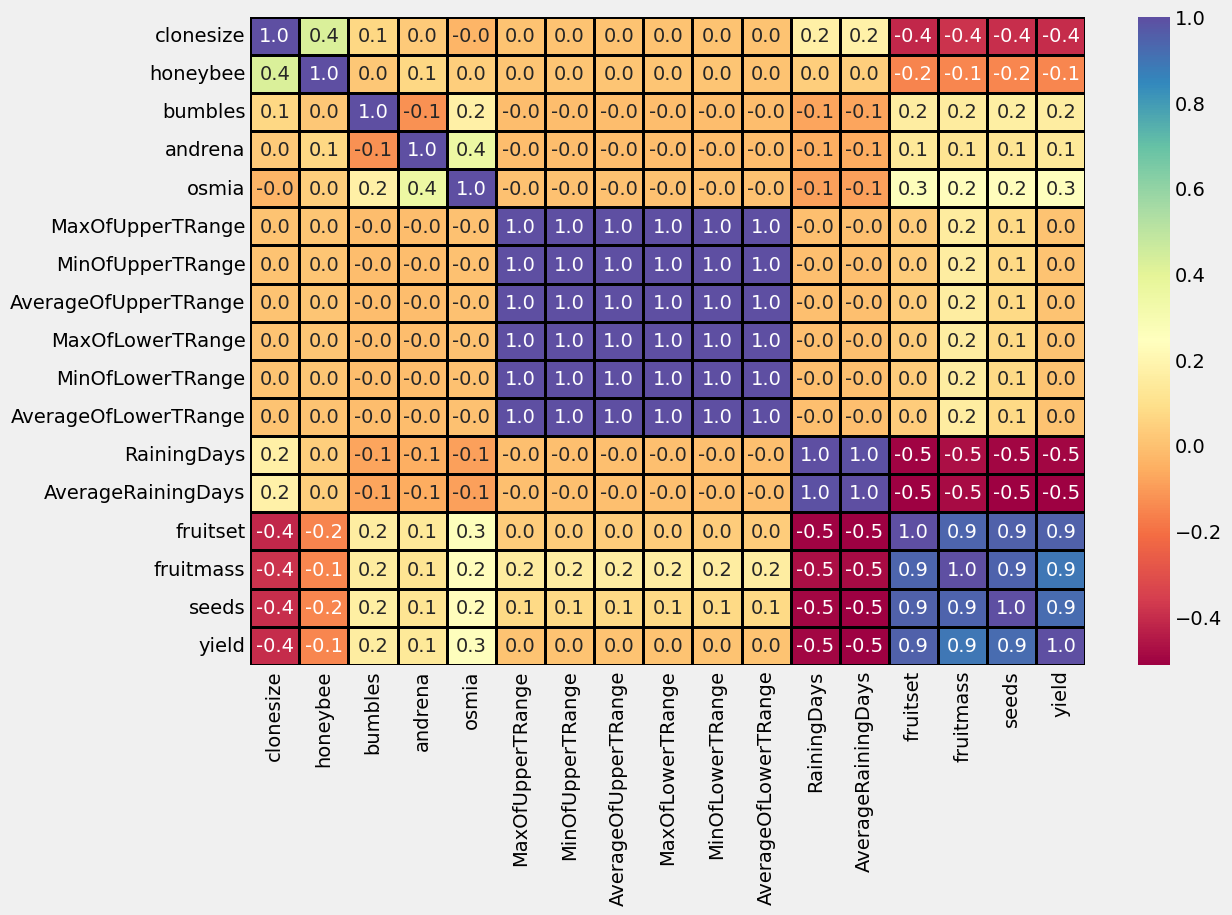 clonesize 1.0 0.4 0.1 0.0 -0.0 0.0 0.0 0.0 0.0 0.0 0.0 0.2 0.2 -0.4 -0.4 -0.4 -0.4
honeybee 0.4 1.0 0.0 0.1 0.0 0.0 0.0 0.0 0.0 0.0 0.0 0.0 0.0 -0.2 -0.1 -0.2 -0.1
bumbles 0.1 0.0 1.0 -0.1 0.2 -0.0 -0.0 -0.0 -0.0 -0.0 -0.0 -0.1 -0.1 0.2 0.2 0.2 0.2
andrena 0.0 0.1 -0.1 1.0 0.4 -0.0 -0.0 -0.0 -0.0 -0.0 -0.0 -0.1 -0.1 0.1 0.1 0.1 0.1
osmia -0.0 0.0 0.2 0.4 1.0 -0.0 -0.0 -0.0 -0.0 -0.0 -0.0 -0.1 -0.1 0.3 0.2 0.2 0.3
MaxOfUpperTRange 0.0 0.0 -0.0 -0.0 -0.0 1.0 1.0 1.0 1.0 1.0 1.0 -0.0 -0.0 0.0 0.2 0.1 0.0
MinOfUpperTRange 0.0 0.0 -0.0 -0.0 -0.0 1.0 1.0 1.0 1.0 1.0 1.0 -0.0 -0.0 0.0 0.2 0.1 0.0
AverageOfUpperTRange 0.0 0.0 -0.0 -0.0 -0.0 1.0 1.0 1.0 1.0 1.0 1.0 -0.0 -0.0 0.0 0.2 0.1 0.0
MaxOfLowerTRange 0.0 0.0 -0.0 -0.0 -0.0 1.0 1.0 1.0 1.0 1.0 1.0 -0.0 -0.0 0.0 0.2 0.1 0.0
MinOfLowerTRange 0.0 0.0 -0.0 -0.0 -0.0 1.0 1.0 1.0 1.0 1.0 1.0 -0.0 -0.0 0.0 0.2 0.1 0.0
AverageOfLowerTRange 0.0 0.0 -0.0 -0.0 -0.0 1.0 1.0 1.0 1.0 1.0 1.0 -0.0 -0.0 0.0 0.2 0.1 0.0
RainingDays 0.2 0.0 -0.1 -0.1 -0.1 -0.0 -0.0 -0.0 -0.0 -0.0 -0.0 1.0 1.0 -0.5 -0.5 -0.5 -0.5
AverageRainingDays 0.2 0.0 -0.1 -0.1 -0.1 -0.0 -0.0 -0.0 -0.0 -0.0 -0.0 1.0 1.0 -0.5 -0.5 -0.5 -0.5
fruitset -0.4 -0.2 0.2 0.1 0.3 0.0 0.0 0.0 0.0 0.0 0.0 -0.5 -0.5 1.0 0.9 0.9 0.9
fruitmass -0.4 -0.1 0.2 0.1 0.2 0.2 0.2 0.2 0.2 0.2 0.2 -0.5 -0.5 0.9 1.0 0.9 0.9
seeds -0.4 -0.2 0.2 0.1 0.2 0.1 0.1 0.1 0.1 0.1 0.1 -0.5 -0.5 0.9 0.9 1.0 0.9
yield -0.4 -0.1 0.2 0.1 0.3 0.0 0.0 0.0 0.0 0.0 0.0 -0.5 -0.5 0.9 0.9 0.9 1.0
clonesize
honeybee
bumbles
andrena
osmia
MaxOfUpperTRange
MinOfUpperTRange
AverageOfUpperTRange
MaxOfLowerTRange
MinOfLowerTRange
AverageOfLowerTRange
RainingDays
AverageRainingDays
fruitset
fruitmass
seeds
yield
1.0
0.8
0.6
0.4
0.2
0.0
−0.2
−0.4